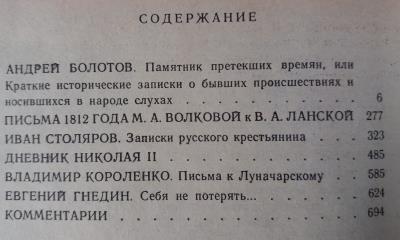 СОДЕРЖАНИЕ
АНДРЕЙ БОЛОТОВ. Памятник претекших времян, или
Краткие исторические записки о бывших происшествиях и
носившихся в народе слухах . . . . . . . . 6
ПИСЬМА 1812 ГОДА М. А. ВОЛКОВОЙ к В. А. ЛАНСКОЙ 277
ИВАН СТОЛЯРОВ. Записки русского крестьянина . . . 323
ДНЕВНИК НИКОЛАЯ II . . . . . . . . 485
ВЛАДИМИР КОРОЛЕНКО. Письма к Луначарскому . . 585
ЕВГЕНИЙ ГНЕДИН. Себя не потерять... . . . . . 624
КОММЕНТАРИИ . . . . . . . . . . 694